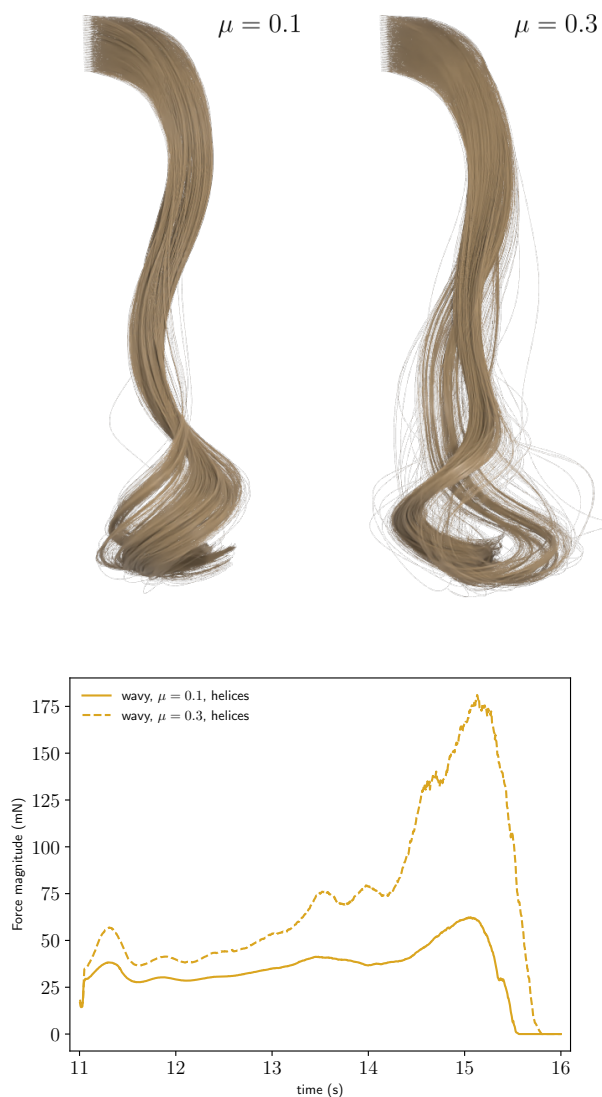 μ = 0.1
μ = 0.3
wavy, μ = 0.1, helices
wavy, μ = 0.3, helices
Force magnitude (mN)
175
150
125
100
75
50
25
0
11 12 13 14 15 16
time (s)